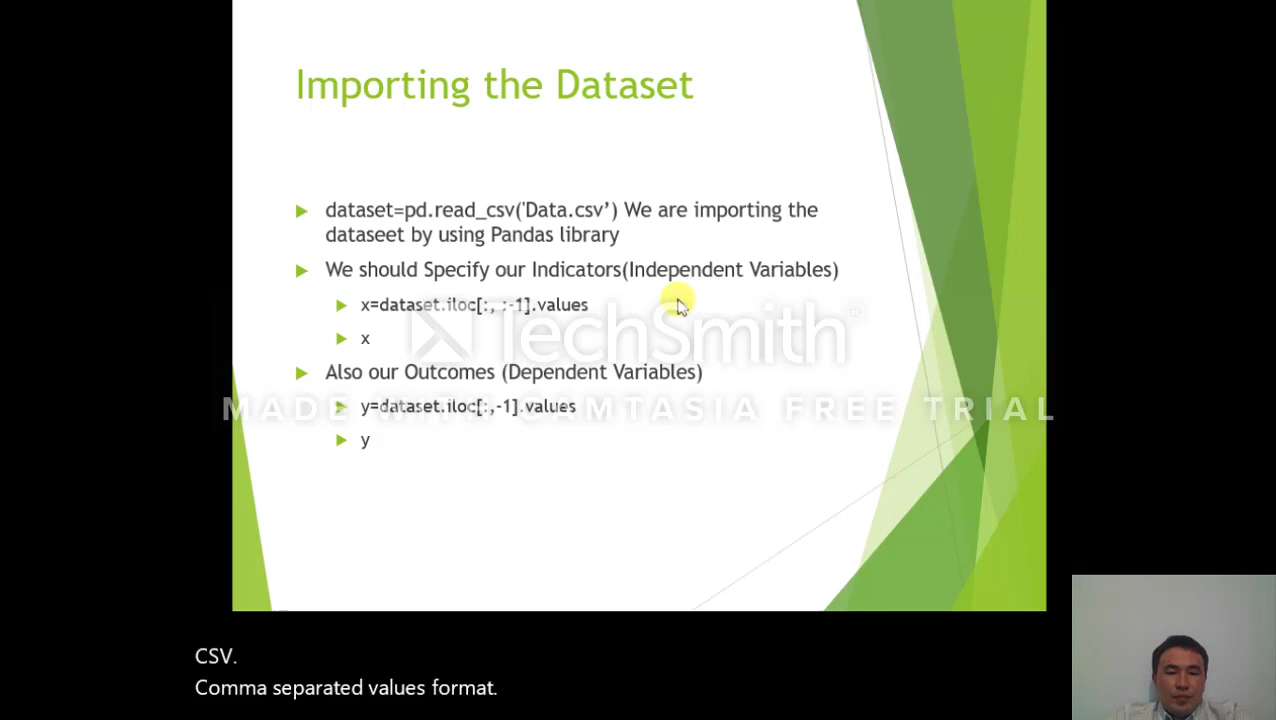 Importing the Dataset
dataset=pd.read_csv('Data.csv’) We are importing the
dataseet by using Pandas library
We should Specify our Indicators(Independent Variables)
x=dataset.iloc[:, :-1].values
x
TechSmith®
Also our Outcomes (Dependent Variables)
MADE WITH CAMTASIA FREE TRIAL
y=dataset.iloc[:,-1].values
y
CSV.
Comma separated values format.